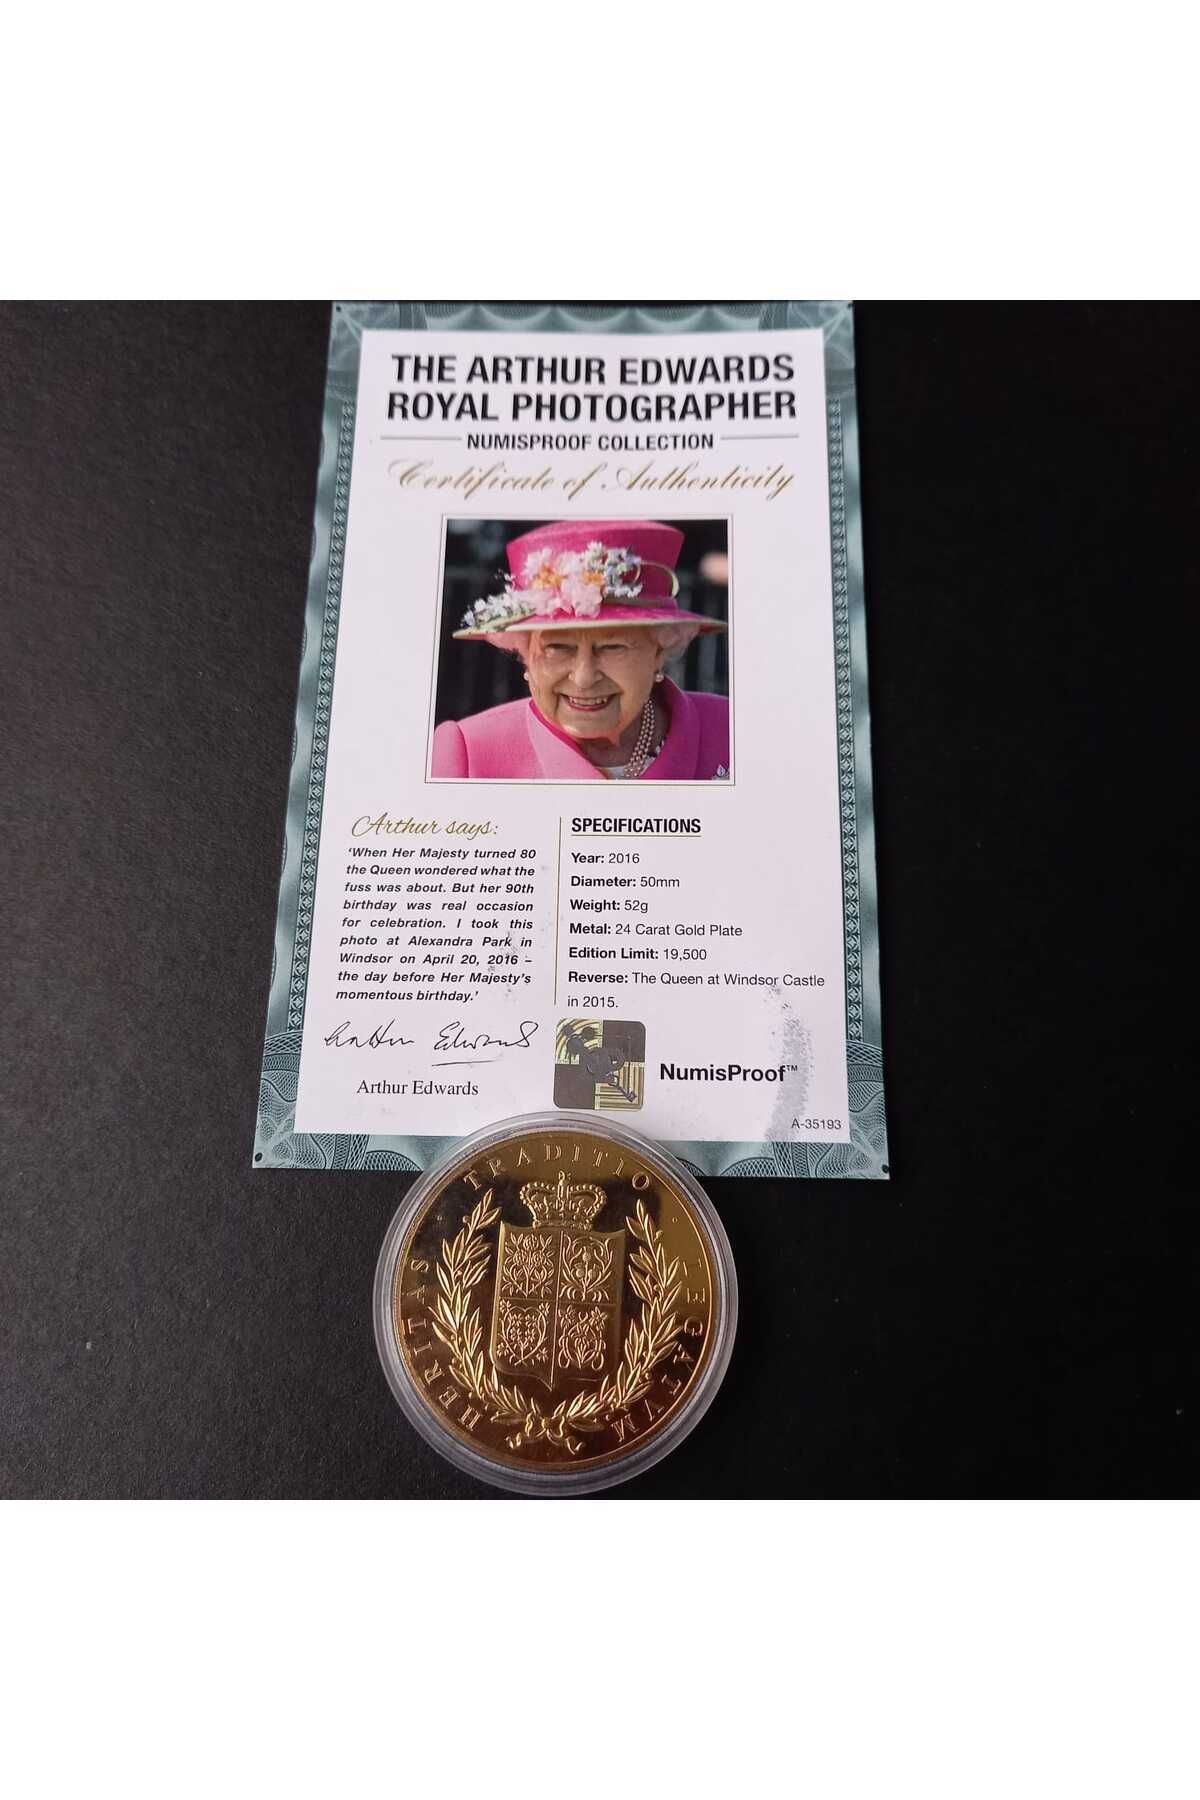 THE ARTHUR EDWARDS
ROYAL PHOTOGRAPHER
NUMISPROOF COLLECTION
Certificate of Authenticity
Arthur says:
'When Her Majesty turned 80
the Queen wondered what the
fuss was about. But her 90th
birthday was real occasion
for celebration. I took this
photo at Alexandra Park in
Windsor on April 20, 2016 –
the day before Her Majesty's
momentous birthday.'
Arthur Edwards
Arthur Edwards
SPECIFICATIONS
Year: 2016
Diameter: 50mm
Weight: 52g
Metal: 24 Carat Gold Plate
Edition Limit: 19,500
Reverse: The Queen at Windsor Castle
in 2015.
NumisProof™
A-35193
HERITAS · TRADITIO · LEGATVM